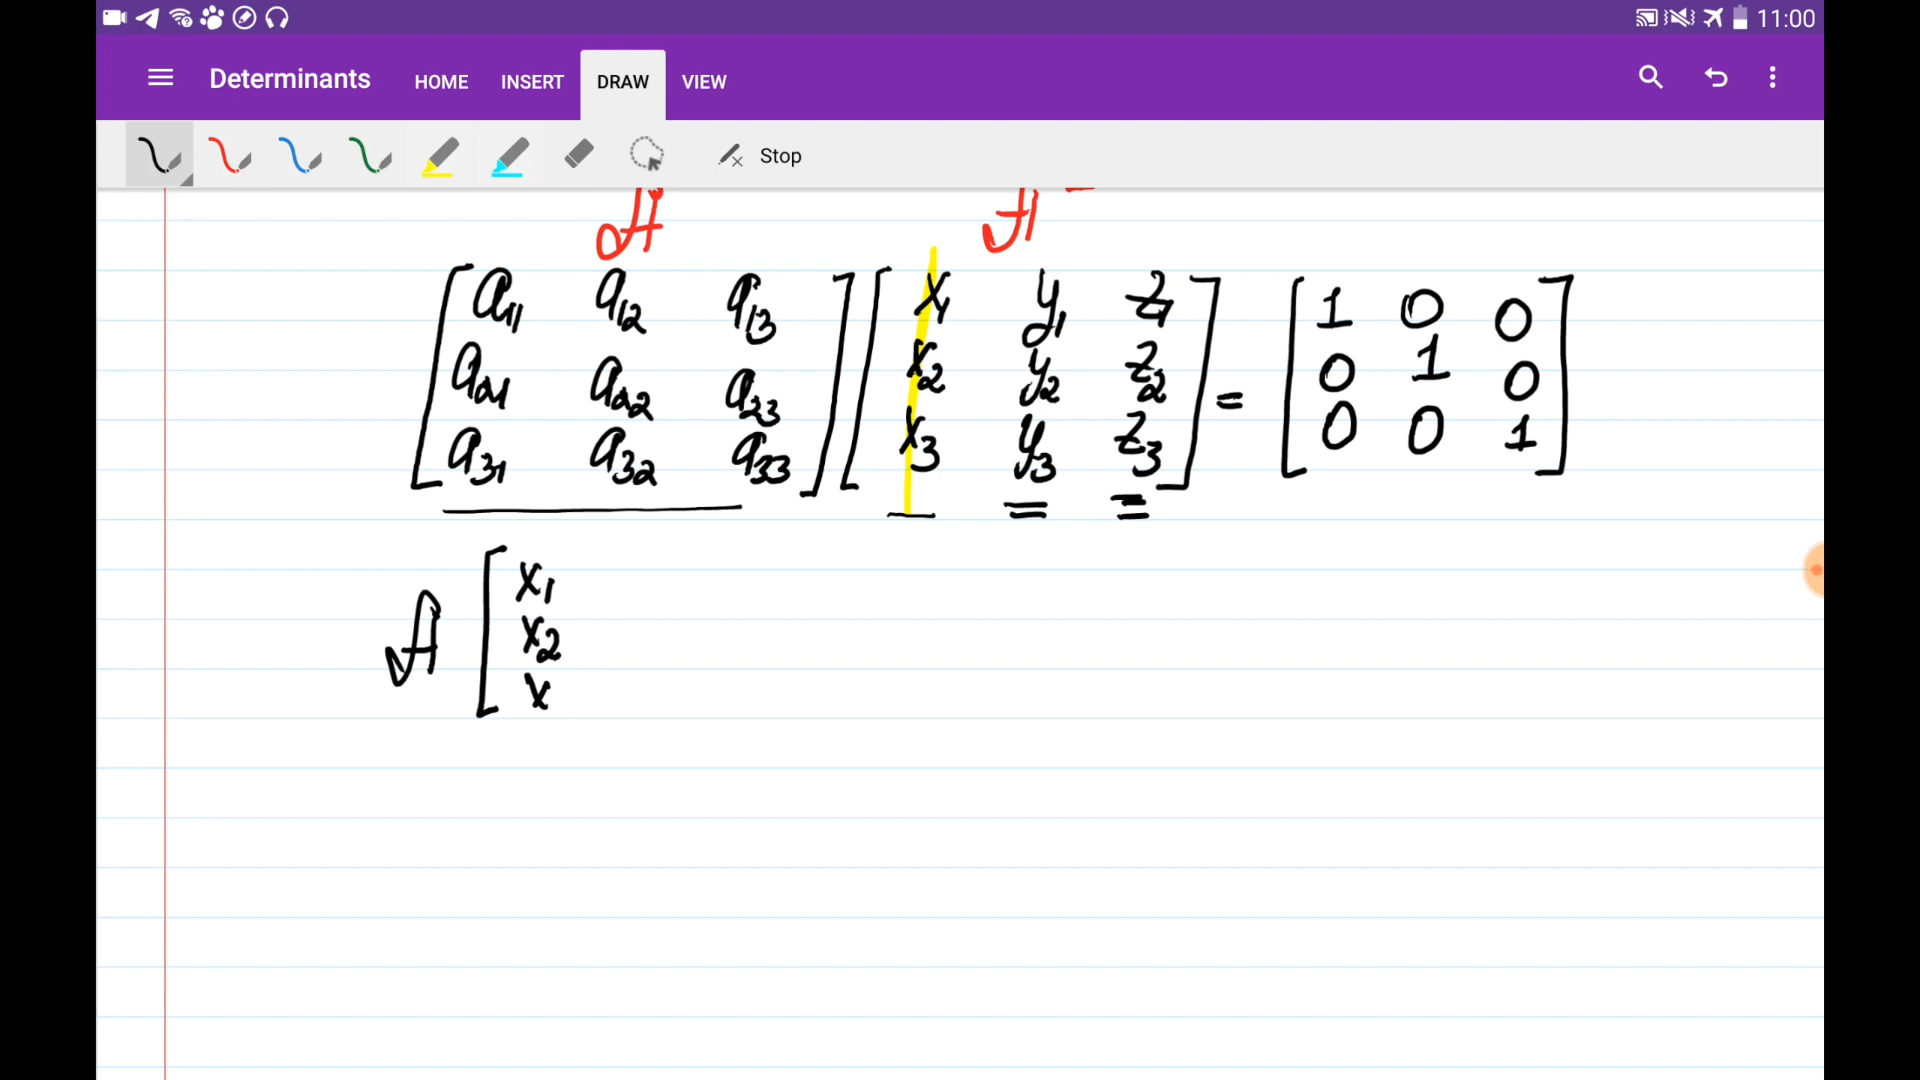 11:00
Determinants HOME INSERT DRAW VIEW
Stop
A A⁻
[a11 a12 a13] [x1 y1 z1] = [1 0 0]
[a21 a22 a23] [x2 y2 z2] [0 1 0]
[a31 a32 a33] [x3 y3 z3] [0 0 1]
A [x1
x2
x